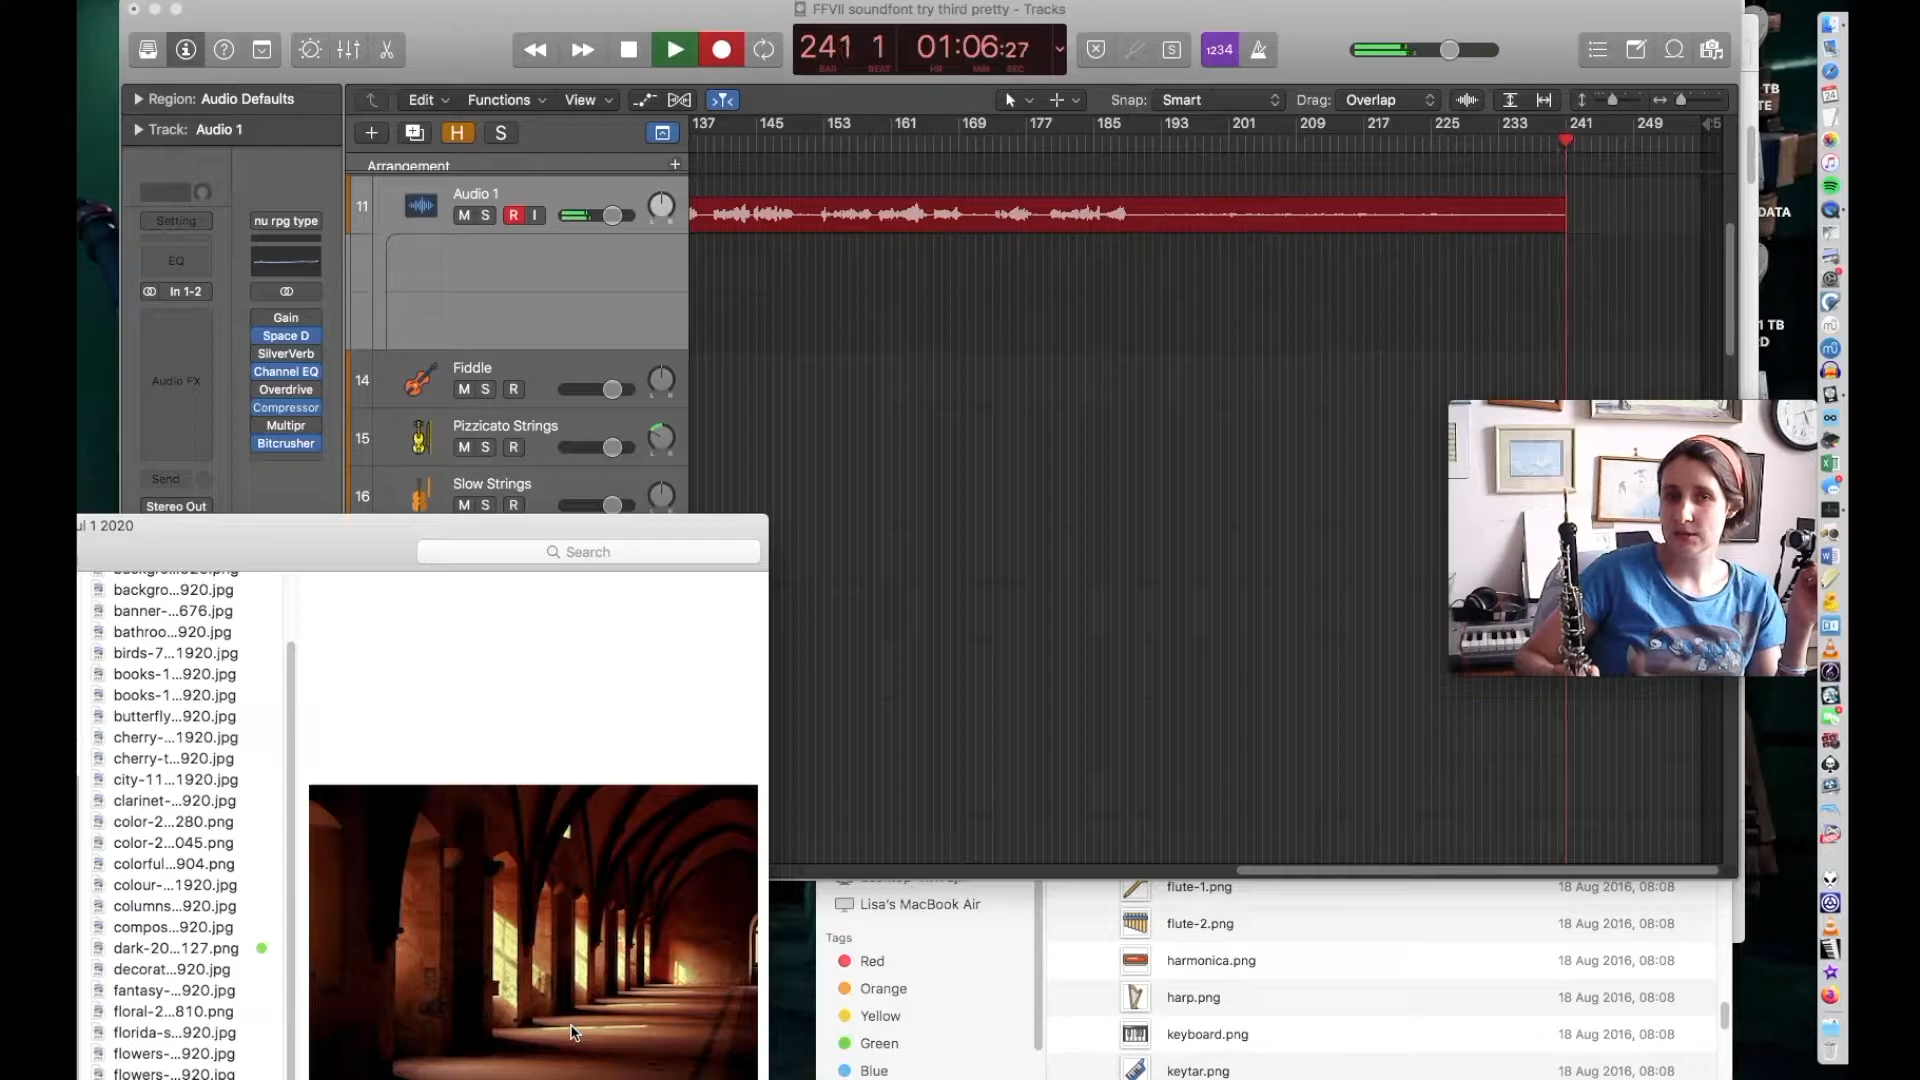 FFVII soundfont try third pretty - Tracks
241 1
01:06:27
BAR BEAT HR MIN SEC
S
1234
Region: Audio Defaults
Edit
Functions
View
Snap: Smart
Drag: Overlap
Track: Audio 1
H S
137 145 153 161 169 177 185 193 201 209 217 225 233 241 249
Arrangement
Setting
nu rpg type
11
Audio 1
M S R I
EQ
In 1-2
Gain
Space D
SilverVerb
Channel EQ
Overdrive
Compressor
Multipr
Bitcrusher
Audio FX
Send
Stereo Out
14
Fiddle
M S R
15
Pizzicato Strings
M S R
16
Slow Strings
M S R
TB
TE
DATA
1 TB
ul 1 2020
Search
backgro...920.jpg
banner-...676.jpg
bathroo...920.jpg
birds-7...1920.jpg
books-1...920.jpg
books-1...920.jpg
butterfly...920.jpg
cherry-...1920.jpg
cherry-t...920.jpg
city-11...1920.jpg
clarinet-...920.jpg
color-2...280.png
color-2...045.png
colorful...904.png
colour-...1920.jpg
columns...920.jpg
compos...920.jpg
dark-20...127.png
decorat...920.jpg
fantasy-...920.jpg
floral-2...810.png
florida-s...920.jpg
flowers-...920.jpg
flowers-...920.jpg
Lisa's MacBook Air
Tags
Red
Orange
Yellow
Green
Blue
flute-1.png 18 Aug 2016, 08:08
flute-2.png 18 Aug 2016, 08:08
harmonica.png 18 Aug 2016, 08:08
harp.png 18 Aug 2016, 08:08
keyboard.png 18 Aug 2016, 08:08
keytar.png 18 Aug 2016, 08:08